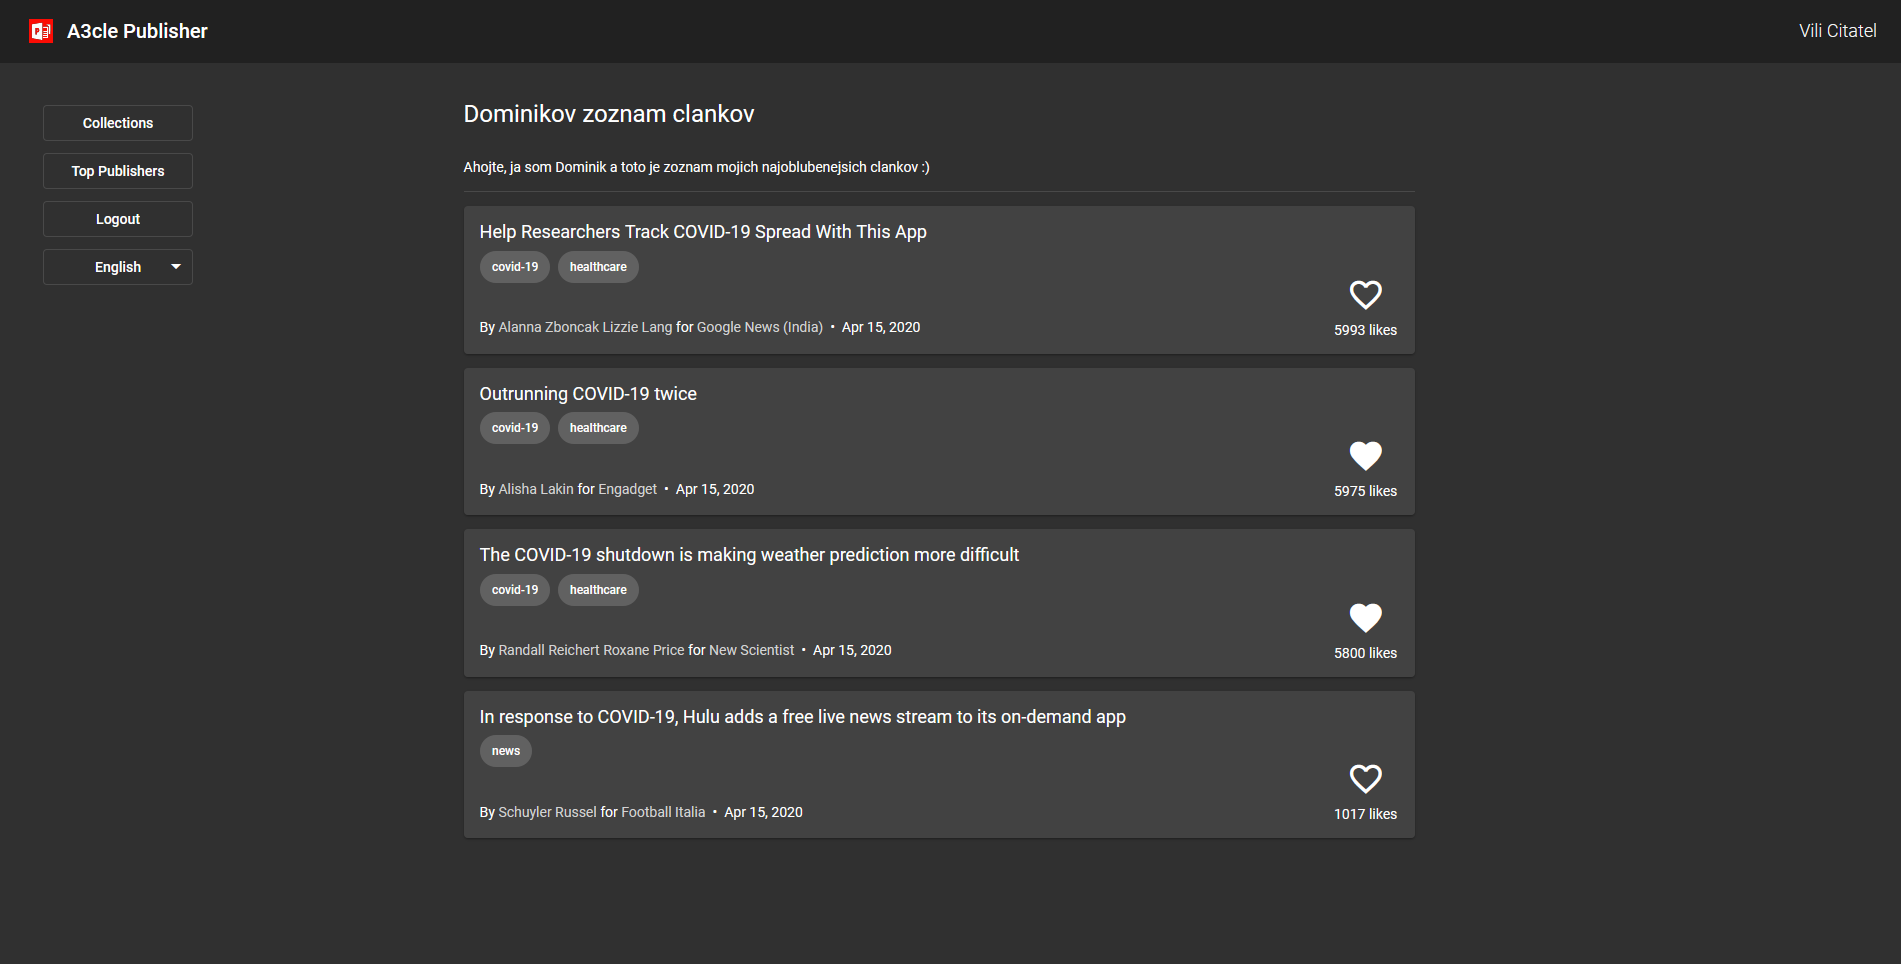 A3cle Publisher
Vili Citatel
Collections
Top Publishers
Logout
English
Dominikov zoznam clankov
Ahojte, ja som Dominik a toto je zoznam mojich najoblubenejsich clankov :)
Help Researchers Track COVID-19 Spread With This App
covid-19 healthcare
By Alanna Zboncak Lizzie Lang for Google News (India) • Apr 15, 2020
5993 likes
Outrunning COVID-19 twice
covid-19 healthcare
By Alisha Lakin for Engadget • Apr 15, 2020
5975 likes
The COVID-19 shutdown is making weather prediction more difficult
covid-19 healthcare
By Randall Reichert Roxane Price for New Scientist • Apr 15, 2020
5800 likes
In response to COVID-19, Hulu adds a free live news stream to its on-demand app
news
By Schuyler Russel for Football Italia • Apr 15, 2020
1017 likes